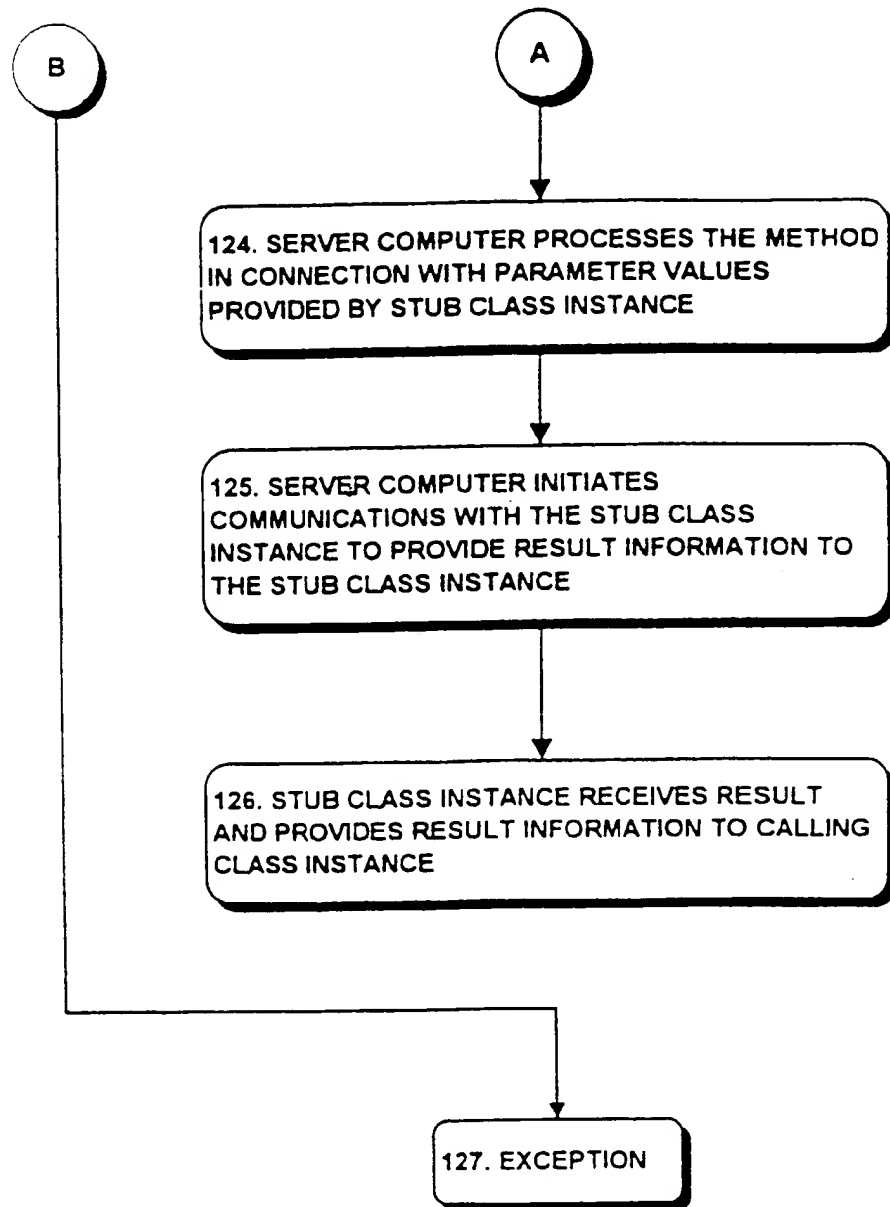 B
A
124. SERVER COMPUTER PROCESSES THE METHOD
IN CONNECTION WITH PARAMETER VALUES
PROVIDED BY STUB CLASS INSTANCE
125. SERVER COMPUTER INITIATES
COMMUNICATIONS WITH THE STUB CLASS
INSTANCE TO PROVIDE RESULT INFORMATION TO
THE STUB CLASS INSTANCE
126. STUB CLASS INSTANCE RECEIVES RESULT
AND PROVIDES RESULT INFORMATION TO CALLING
CLASS INSTANCE
127. EXCEPTION